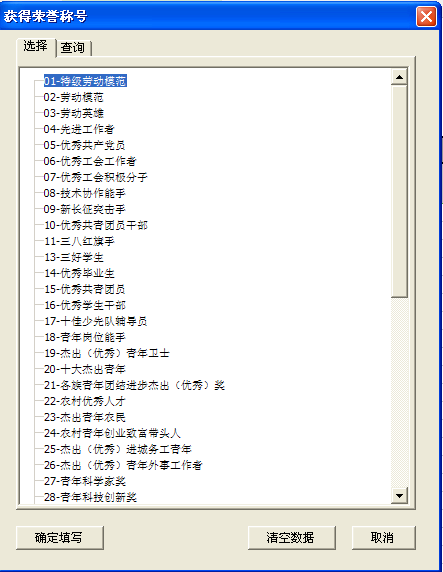 获得荣誉称号
选择 查询
01-特级劳动模范
02-劳动模范
03-劳动英雄
04-先进工作者
05-优秀共产党员
06-优秀工会工作者
07-优秀工会积极分子
08-技术协作能手
09-新长征突击手
10-优秀共青团员干部
11-三八红旗手
13-三好学生
14-优秀毕业生
15-优秀共青团员
16-优秀学生干部
17-十佳少先队辅导员
18-青年岗位能手
19-杰出（优秀）青年卫士
20-十大杰出青年
21-各族青年团结进步杰出（优秀）奖
22-农村优秀人才
23-杰出青年农民
24-农村青年创业致富带头人
25-杰出（优秀）进城务工青年
26-杰出（优秀）青年外事工作者
27-青年科学家奖
28-青年科技创新奖
确定填写 清空数据 取消